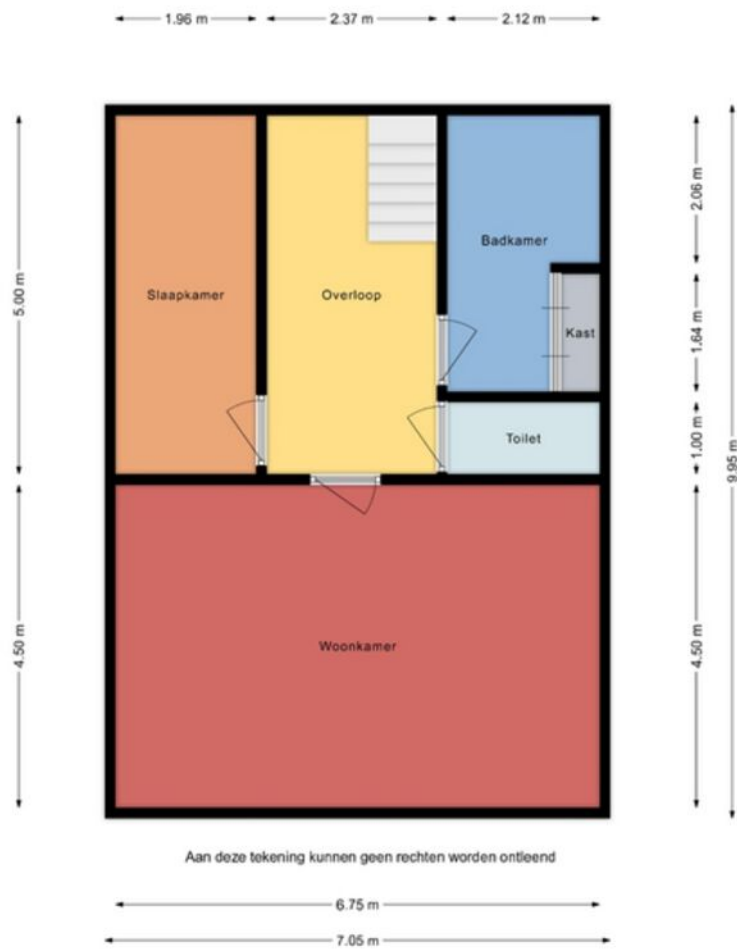 1.96 m
2.37 m
2.12 m
5.00 m
4.50 m
Slaapkamer
Overloop
Badkamer
Kast
Toilet
Woonkamer
2.06 m
1.64 m
1.00 m
4.50 m
9.95 m
Aan deze tekening kunnen geen rechten worden ontleend
6.75 m
7.05 m